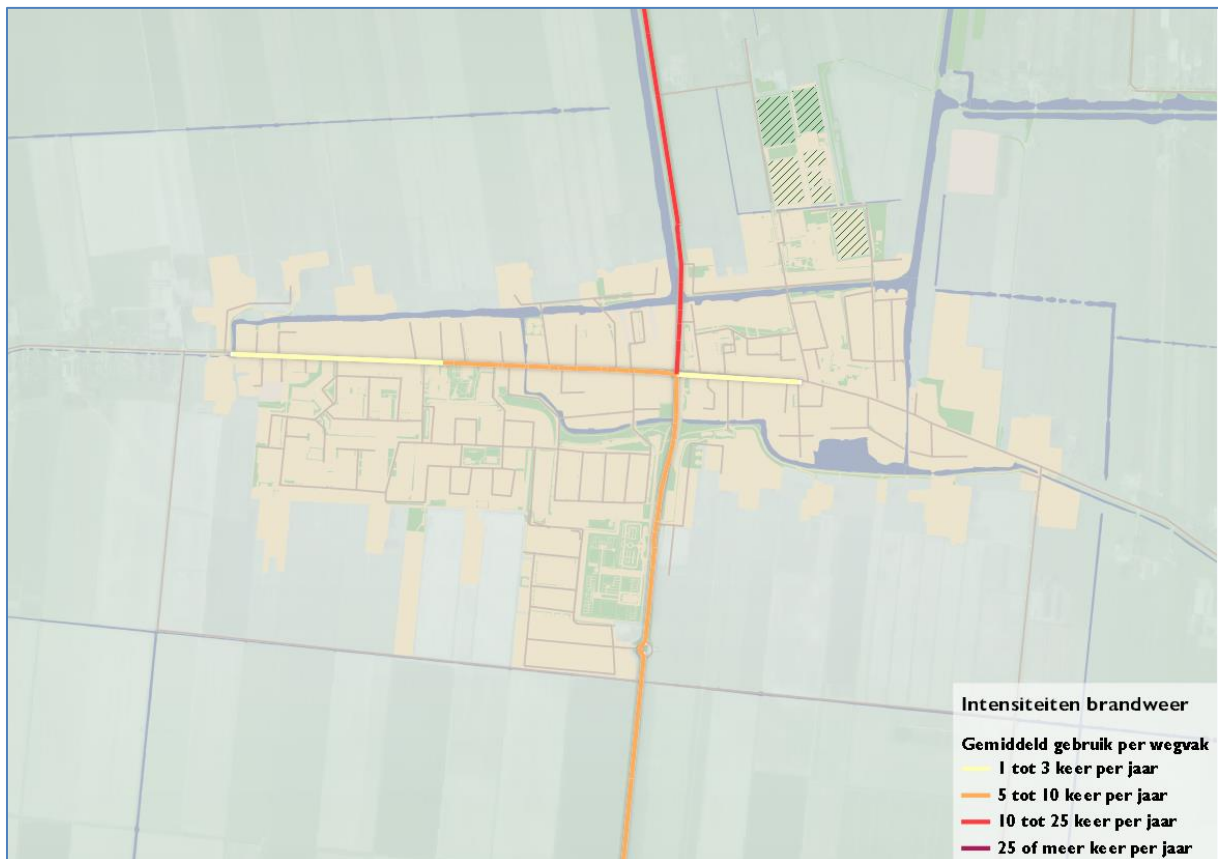 Intensiteiten brandweer
Gemiddeld gebruik per wegvak
1 tot 3 keer per jaar
5 tot 10 keer per jaar
10 tot 25 keer per jaar
25 of meer keer per jaar